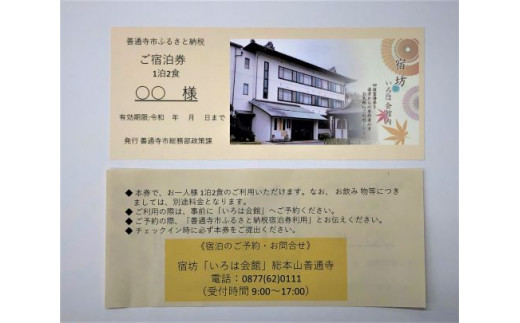 善通寺市ふるさと納税
ご宿泊券
1泊2食
〇〇 様
有効期限:令和 年 月 日まで
発行 善通寺市総務部政策課
宿坊
いろは会館
◆ 本券で、お一人様 1泊2食のご利用いただけます。なお、お飲み 物等につき
ましては、別途料金となります。
◆ ご利用の際は、事前に「いろは会館」へご予約ください。
◆ ご予約の際、「善通寺市ふるさと納税宿泊券利用」とお伝えください。
◆ チェックイン時に必ず本券をご提出ください。
《宿泊のご予約・お問合せ》
宿坊「いろは会館」総本山善通寺
電話:0877(62)0111
(受付時間 9:00～17:00)